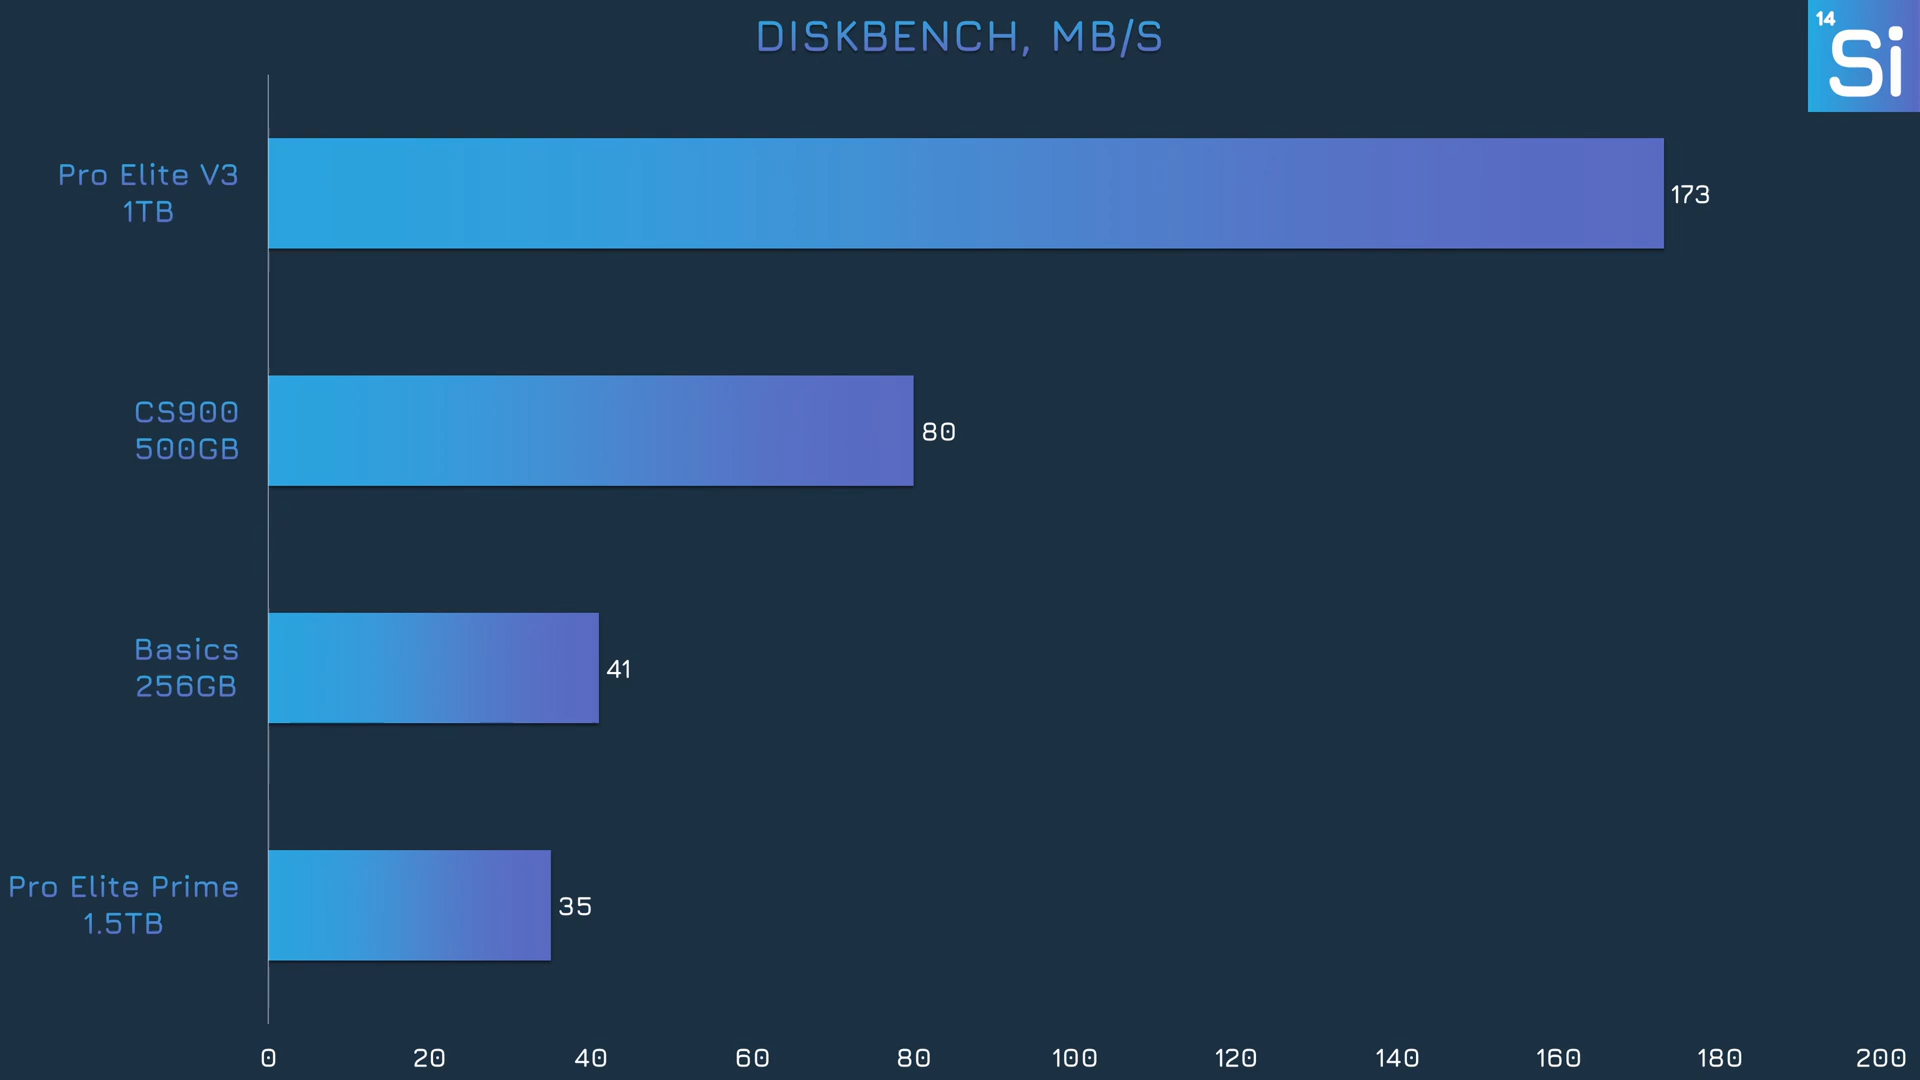 DISKBENCH, MB/S
14
Si
Pro Elite V3
1TB
173
CS900
500GB
80
Basics
256GB
41
Pro Elite Prime
1.5TB
35
0 20 40 60 80 100 120 140 160 180 200